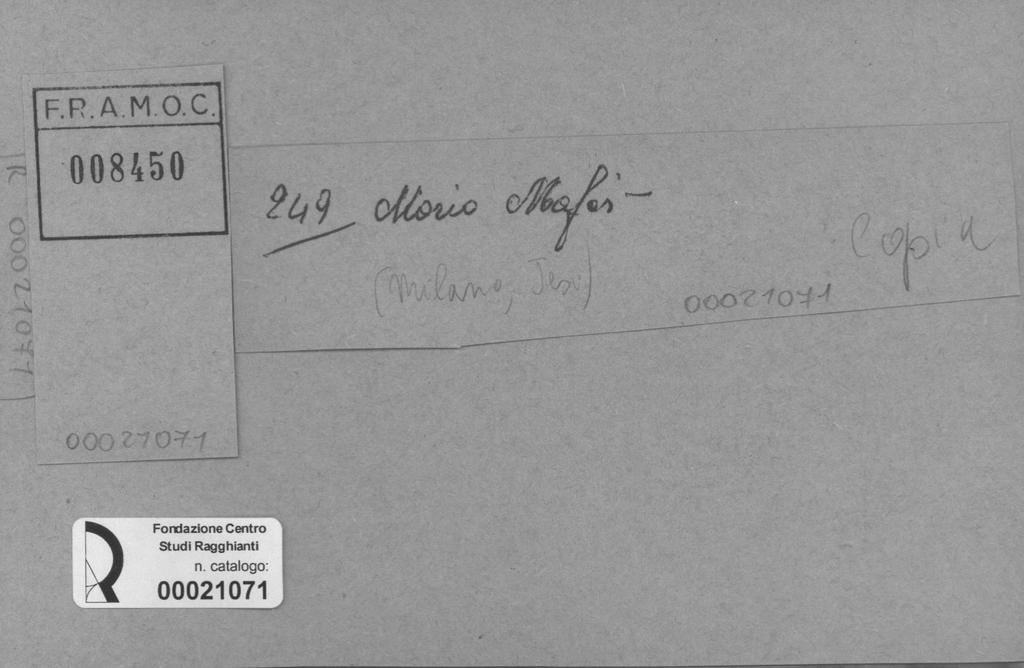 F.R.A.M.O.C.
008450
249 Mario Mafai -
(Milano, Jesi)
Copia
00021071
R 00021071
00021071
Fondazione Centro
Studi Ragghianti
n. catalogo:
00021071